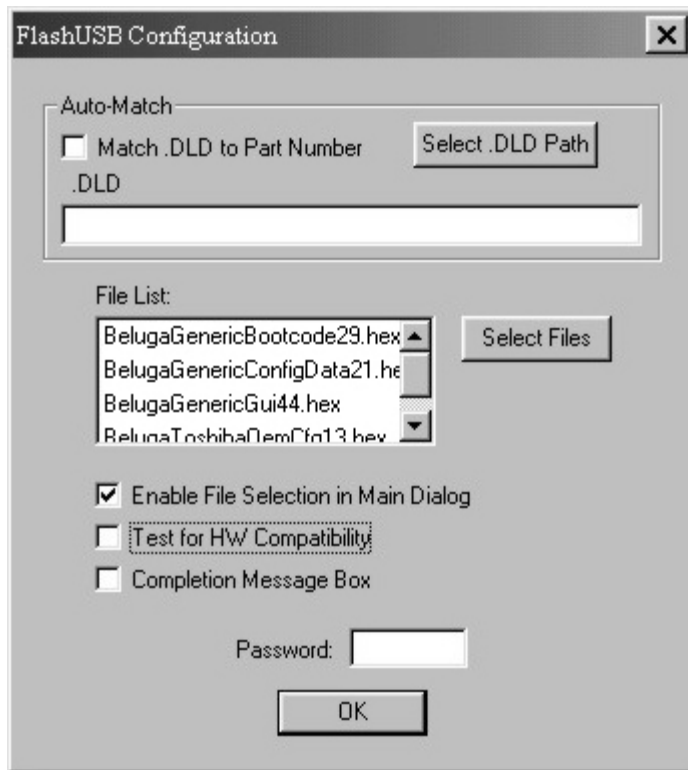 FlashUSB Configuration
Auto-Match
Match .DLD to Part Number
Select .DLD Path
.DLD
File List:
BelugaGenericBootcode29.hex
Select Files
BelugaGenericConfigData21.he
BelugaGenericGui44.hex
BelugaToshibaOemCfg13.hex
Enable File Selection in Main Dialog
Test for HW Compatibility
Completion Message Box
Password:
OK